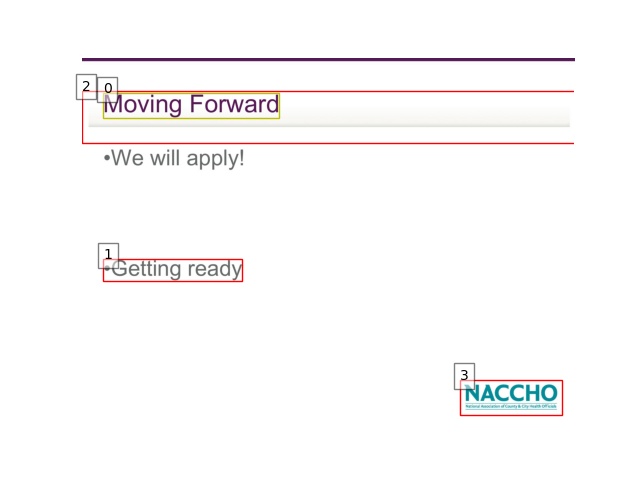 2 0
Moving Forward
•We will apply!
1
•Getting ready
3
NACCHO
National Association of County & City Health Officials